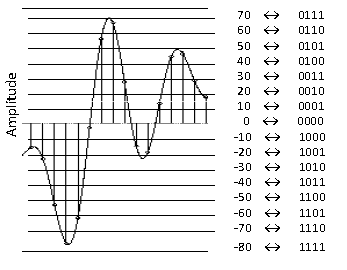 Amplitude
70 ↔ 0111
60 ↔ 0110
50 ↔ 0101
40 ↔ 0100
30 ↔ 0011
20 ↔ 0010
10 ↔ 0001
0 ↔ 0000
-10 ↔ 1000
-20 ↔ 1001
-30 ↔ 1010
-40 ↔ 1011
-50 ↔ 1100
-60 ↔ 1101
-70 ↔ 1110
-80 ↔ 1111